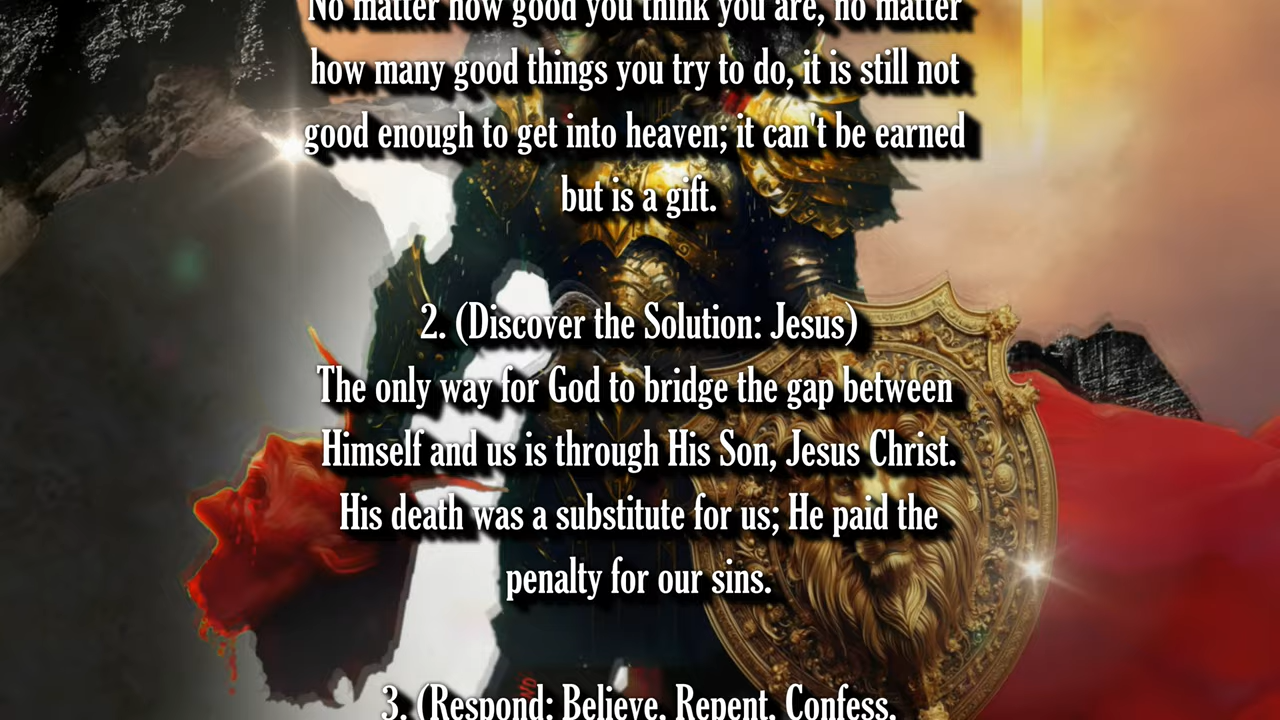 No matter how good you think you are, no matter
how many good things you try to do, it is still not
good enough to get into heaven; it can't be earned
but is a gift.
2. (Discover the Solution: Jesus)
The only way for God to bridge the gap between
Himself and us is through His Son, Jesus Christ.
His death was a substitute for us; He paid the
penalty for our sins.
3. (Respond: Believe, Repent, Confess,